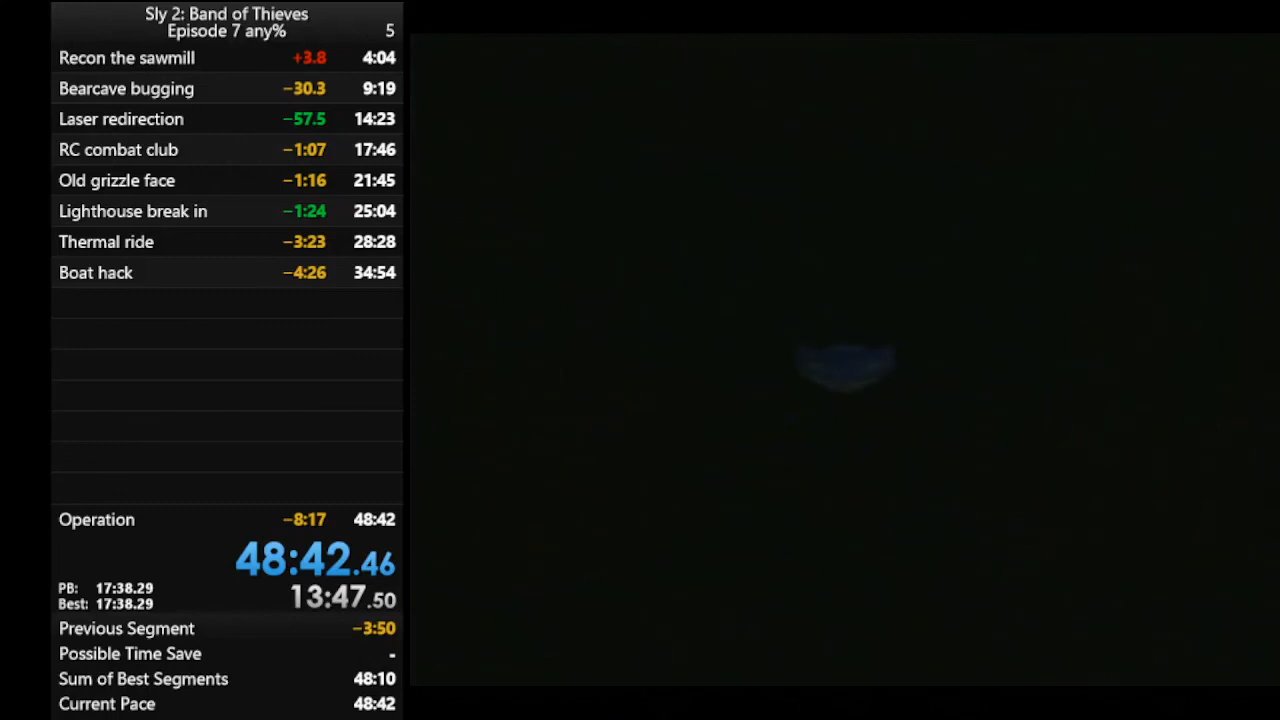 Sly 2: Band of Thieves
Episode 7 any% 5
Recon the sawmill +3.8 4:04
Bearcave bugging −30.3 9:19
Laser redirection −57.5 14:23
RC combat club −1:07 17:46
Old grizzle face −1:16 21:45
Lighthouse break in −1:24 25:04
Thermal ride −3:23 28:28
Boat hack −4:26 34:54
Operation −8:17 48:42
48:42.46
PB: 17:38.29
Best: 17:38.29 13:47.50
Previous Segment −3:50
Possible Time Save -
Sum of Best Segments 48:10
Current Pace 48:42